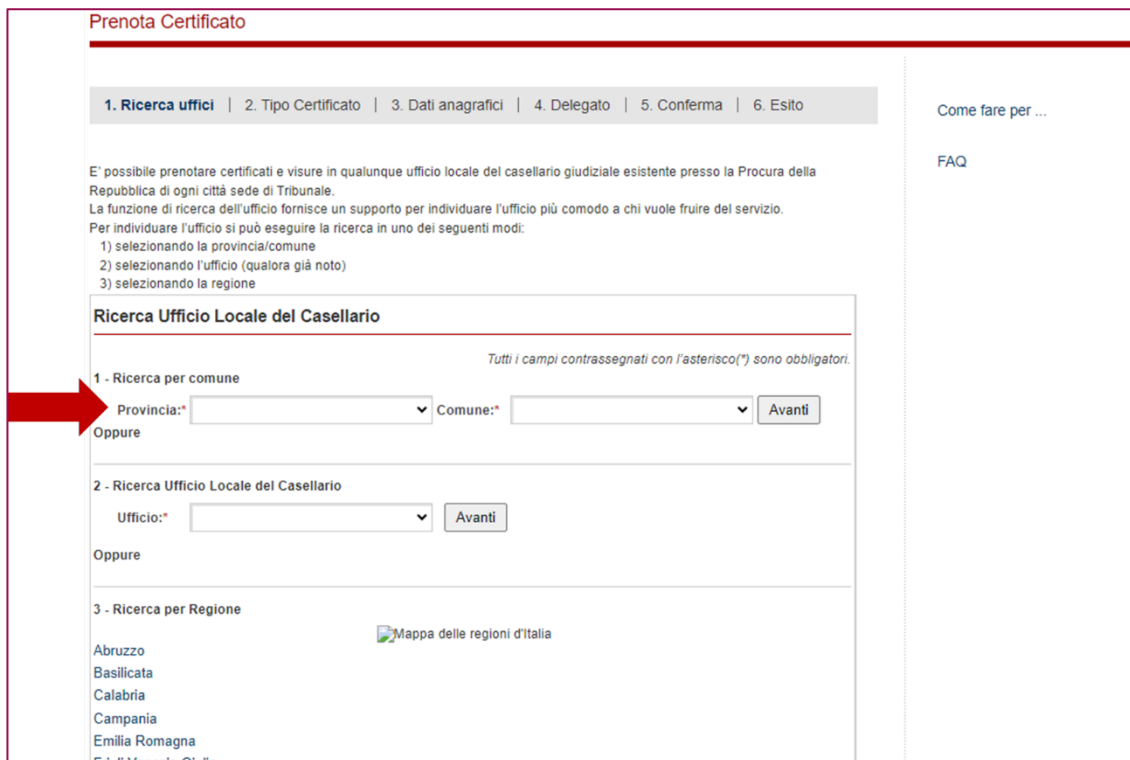 Prenota Certificato
1. Ricerca uffici | 2. Tipo Certificato | 3. Dati anagrafici | 4. Delegato | 5. Conferma | 6. Esito
Come fare per ...
FAQ
E' possibile prenotare certificati e visure in qualunque ufficio locale del casellario giudiziale esistente presso la Procura della
Repubblica di ogni città sede di Tribunale.
La funzione di ricerca dell'ufficio fornisce un supporto per individuare l'ufficio più comodo a chi vuole fruire del servizio.
Per individuare l'ufficio si può eseguire la ricerca in uno dei seguenti modi:
1) selezionando la provincia/comune
2) selezionando l'ufficio (qualora già noto)
3) selezionando la regione
Ricerca Ufficio Locale del Casellario
Tutti i campi contrassegnati con l'asterisco(*) sono obbligatori.
1 - Ricerca per comune
Provincia:* Comune:* Avanti
Oppure
2 - Ricerca Ufficio Locale del Casellario
Ufficio:* Avanti
Oppure
3 - Ricerca per Regione
Mappa delle regioni d'Italia
Abruzzo
Basilicata
Calabria
Campania
Emilia Romagna